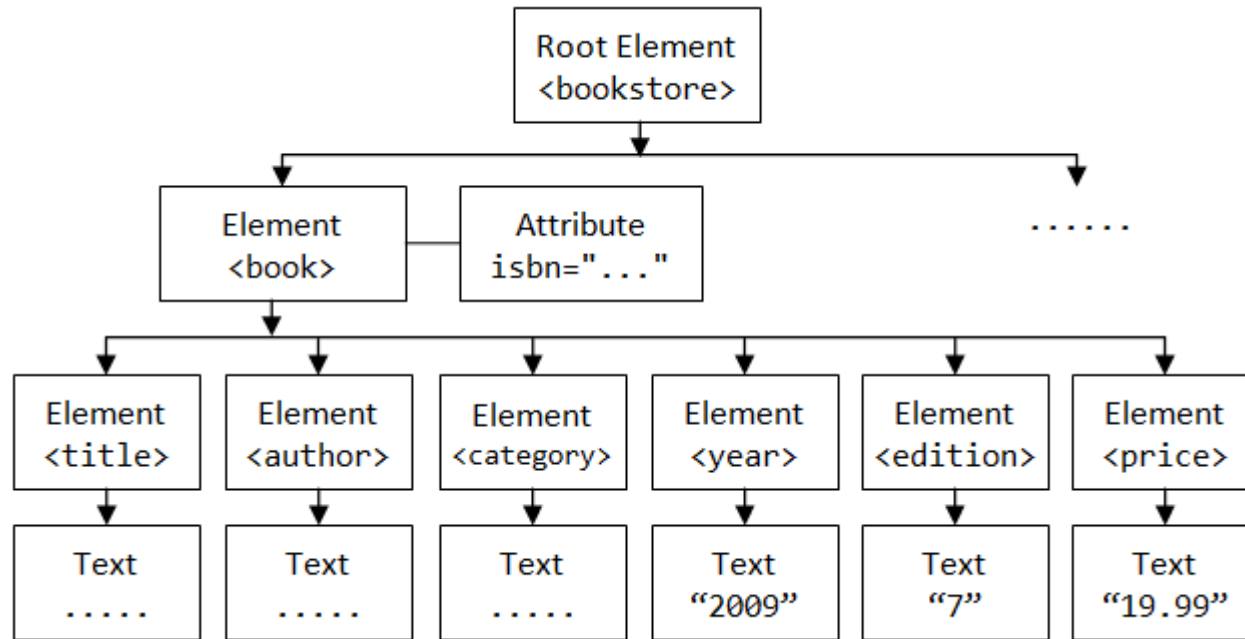 Root Element
<bookstore>
Element
<book>
Attribute
isbn="..."
......
Element
<title>
Element
<author>
Element
<category>
Element
<year>
Element
<edition>
Element
<price>
Text
.....
Text
.....
Text
.....
Text
“2009”
Text
“7”
Text
“19.99”